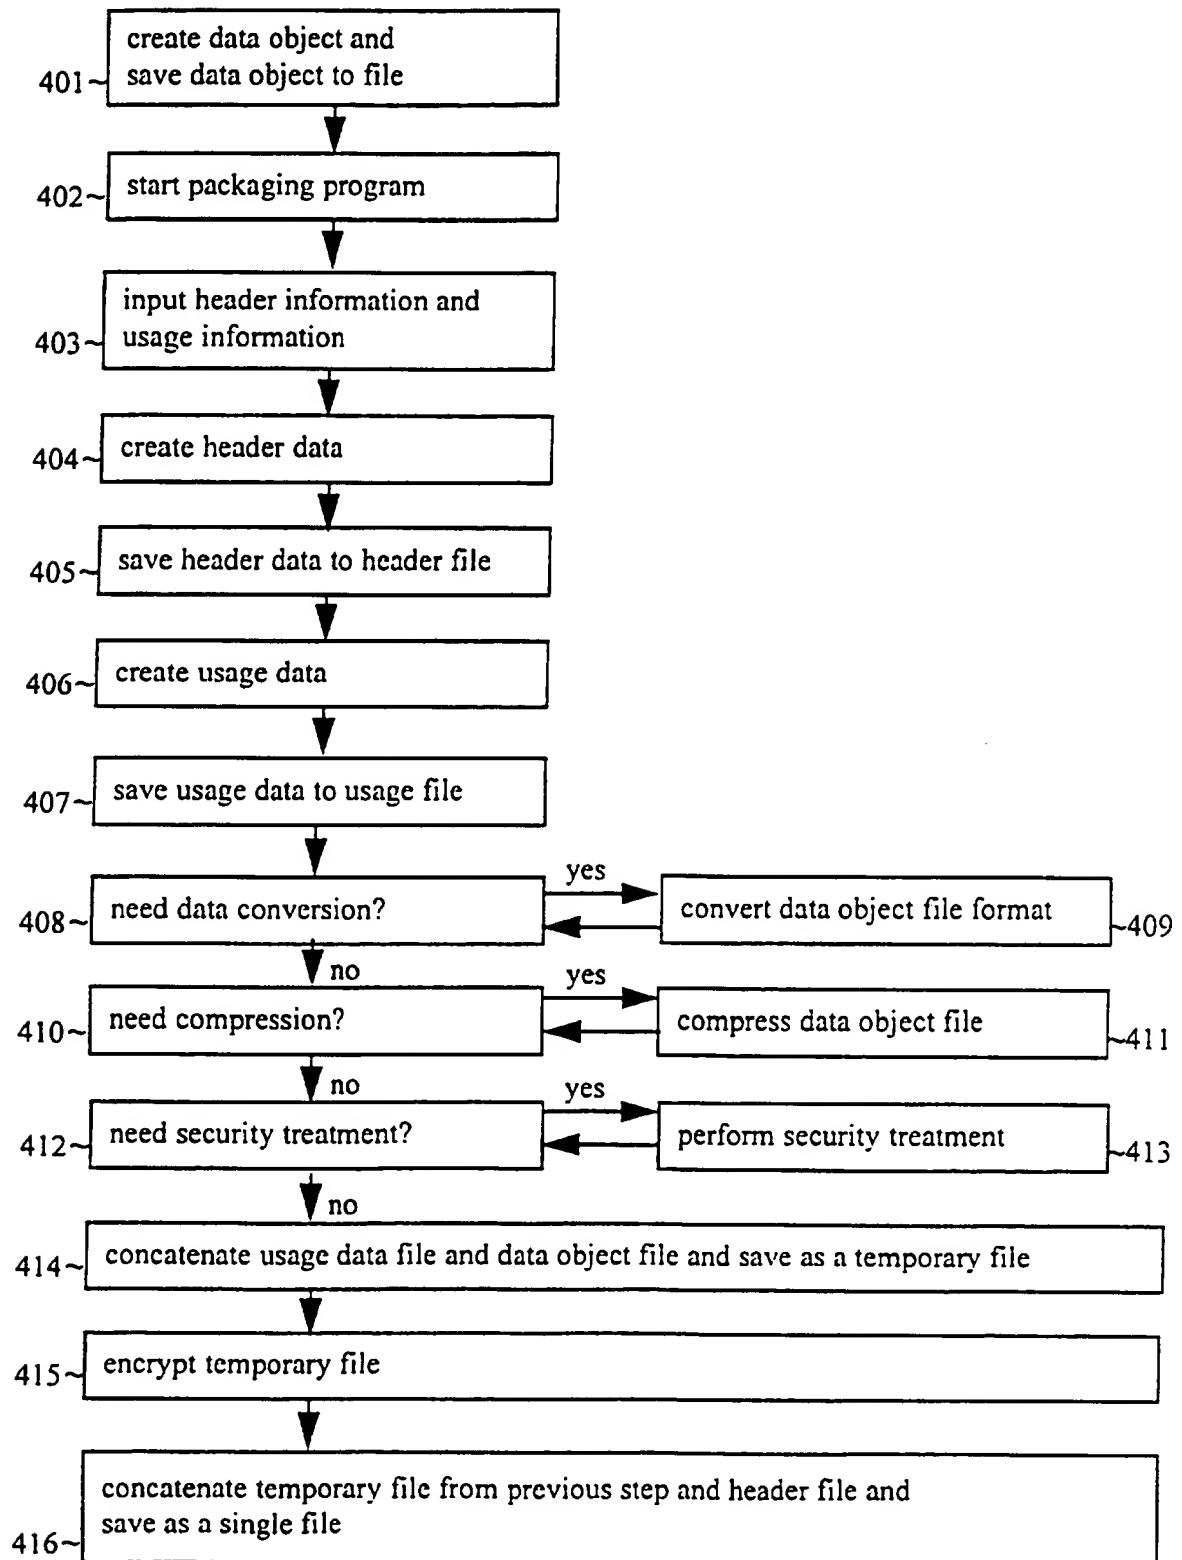 create data object and
save data object to file
401~
start packaging program
402~
input header information and
usage information
403~
create header data
404~
save header data to header file
405~
create usage data
406~
save usage data to usage file
407~
yes
need data conversion?
convert data object file format
408~
~409
no
yes
need compression?
compress data object file
410~
~411
no
yes
need security treatment?
perform security treatment
412~
~413
no
concatenate usage data file and data object file and save as a temporary file
414~
encrypt temporary file
415~
concatenate temporary file from previous step and header file and
save as a single file
416~